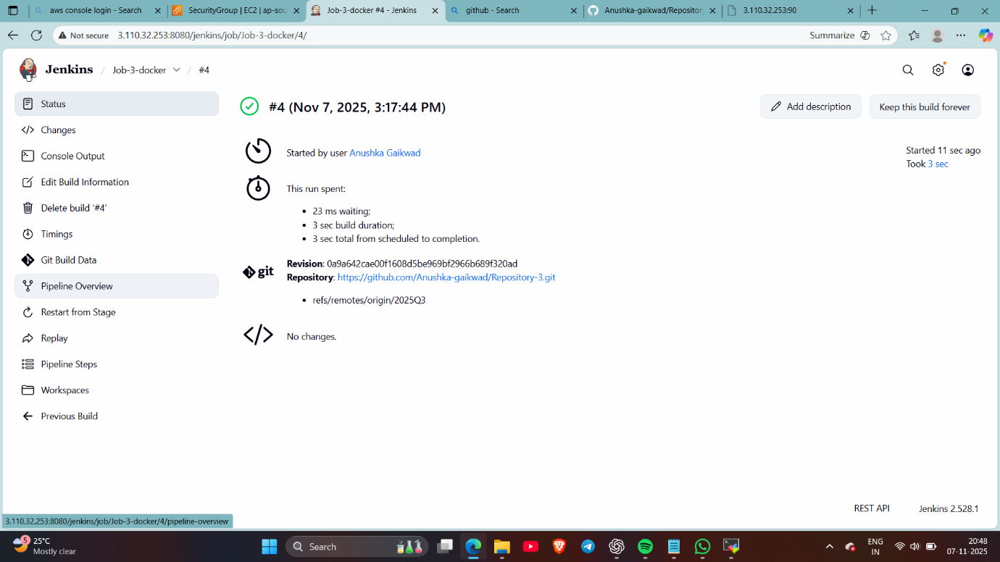 aws console login - Search
SecurityGroup | EC2 | ap-sou
Job-3-docker #4 - Jenkins
github - Search
Anushka-gaikwad/Repository
3.110.32.253:90
Not secure
3.110.32.253:8080/jenkins/job/Job-3-docker/4/
Summarize
Jenkins / Job-3-docker / #4
Status
Changes
Console Output
Edit Build Information
Delete build ‘#4’
Timings
Git Build Data
Pipeline Overview
Restart from Stage
Replay
Pipeline Steps
Workspaces
Previous Build
#4 (Nov 7, 2025, 3:17:44 PM)
Add description
Keep this build forever
Started by user Anushka Gaikwad
Started 11 sec ago
Took 3 sec
This run spent:
• 23 ms waiting;
• 3 sec build duration;
• 3 sec total from scheduled to completion.
git
Revision: 0a9a642cae00f1608d5be969bf2966b689f320ad
Repository: https://github.com/Anushka-gaikwad/Repository-3.git
• refs/remotes/origin/2025Q3
No changes.
REST API
Jenkins 2.528.1
3.110.32.253:8080/jenkins/job/Job-3-docker/4/pipeline-overview
5
25°C
Mostly clear
Search
ENG
IN
20:48
07-11-2025